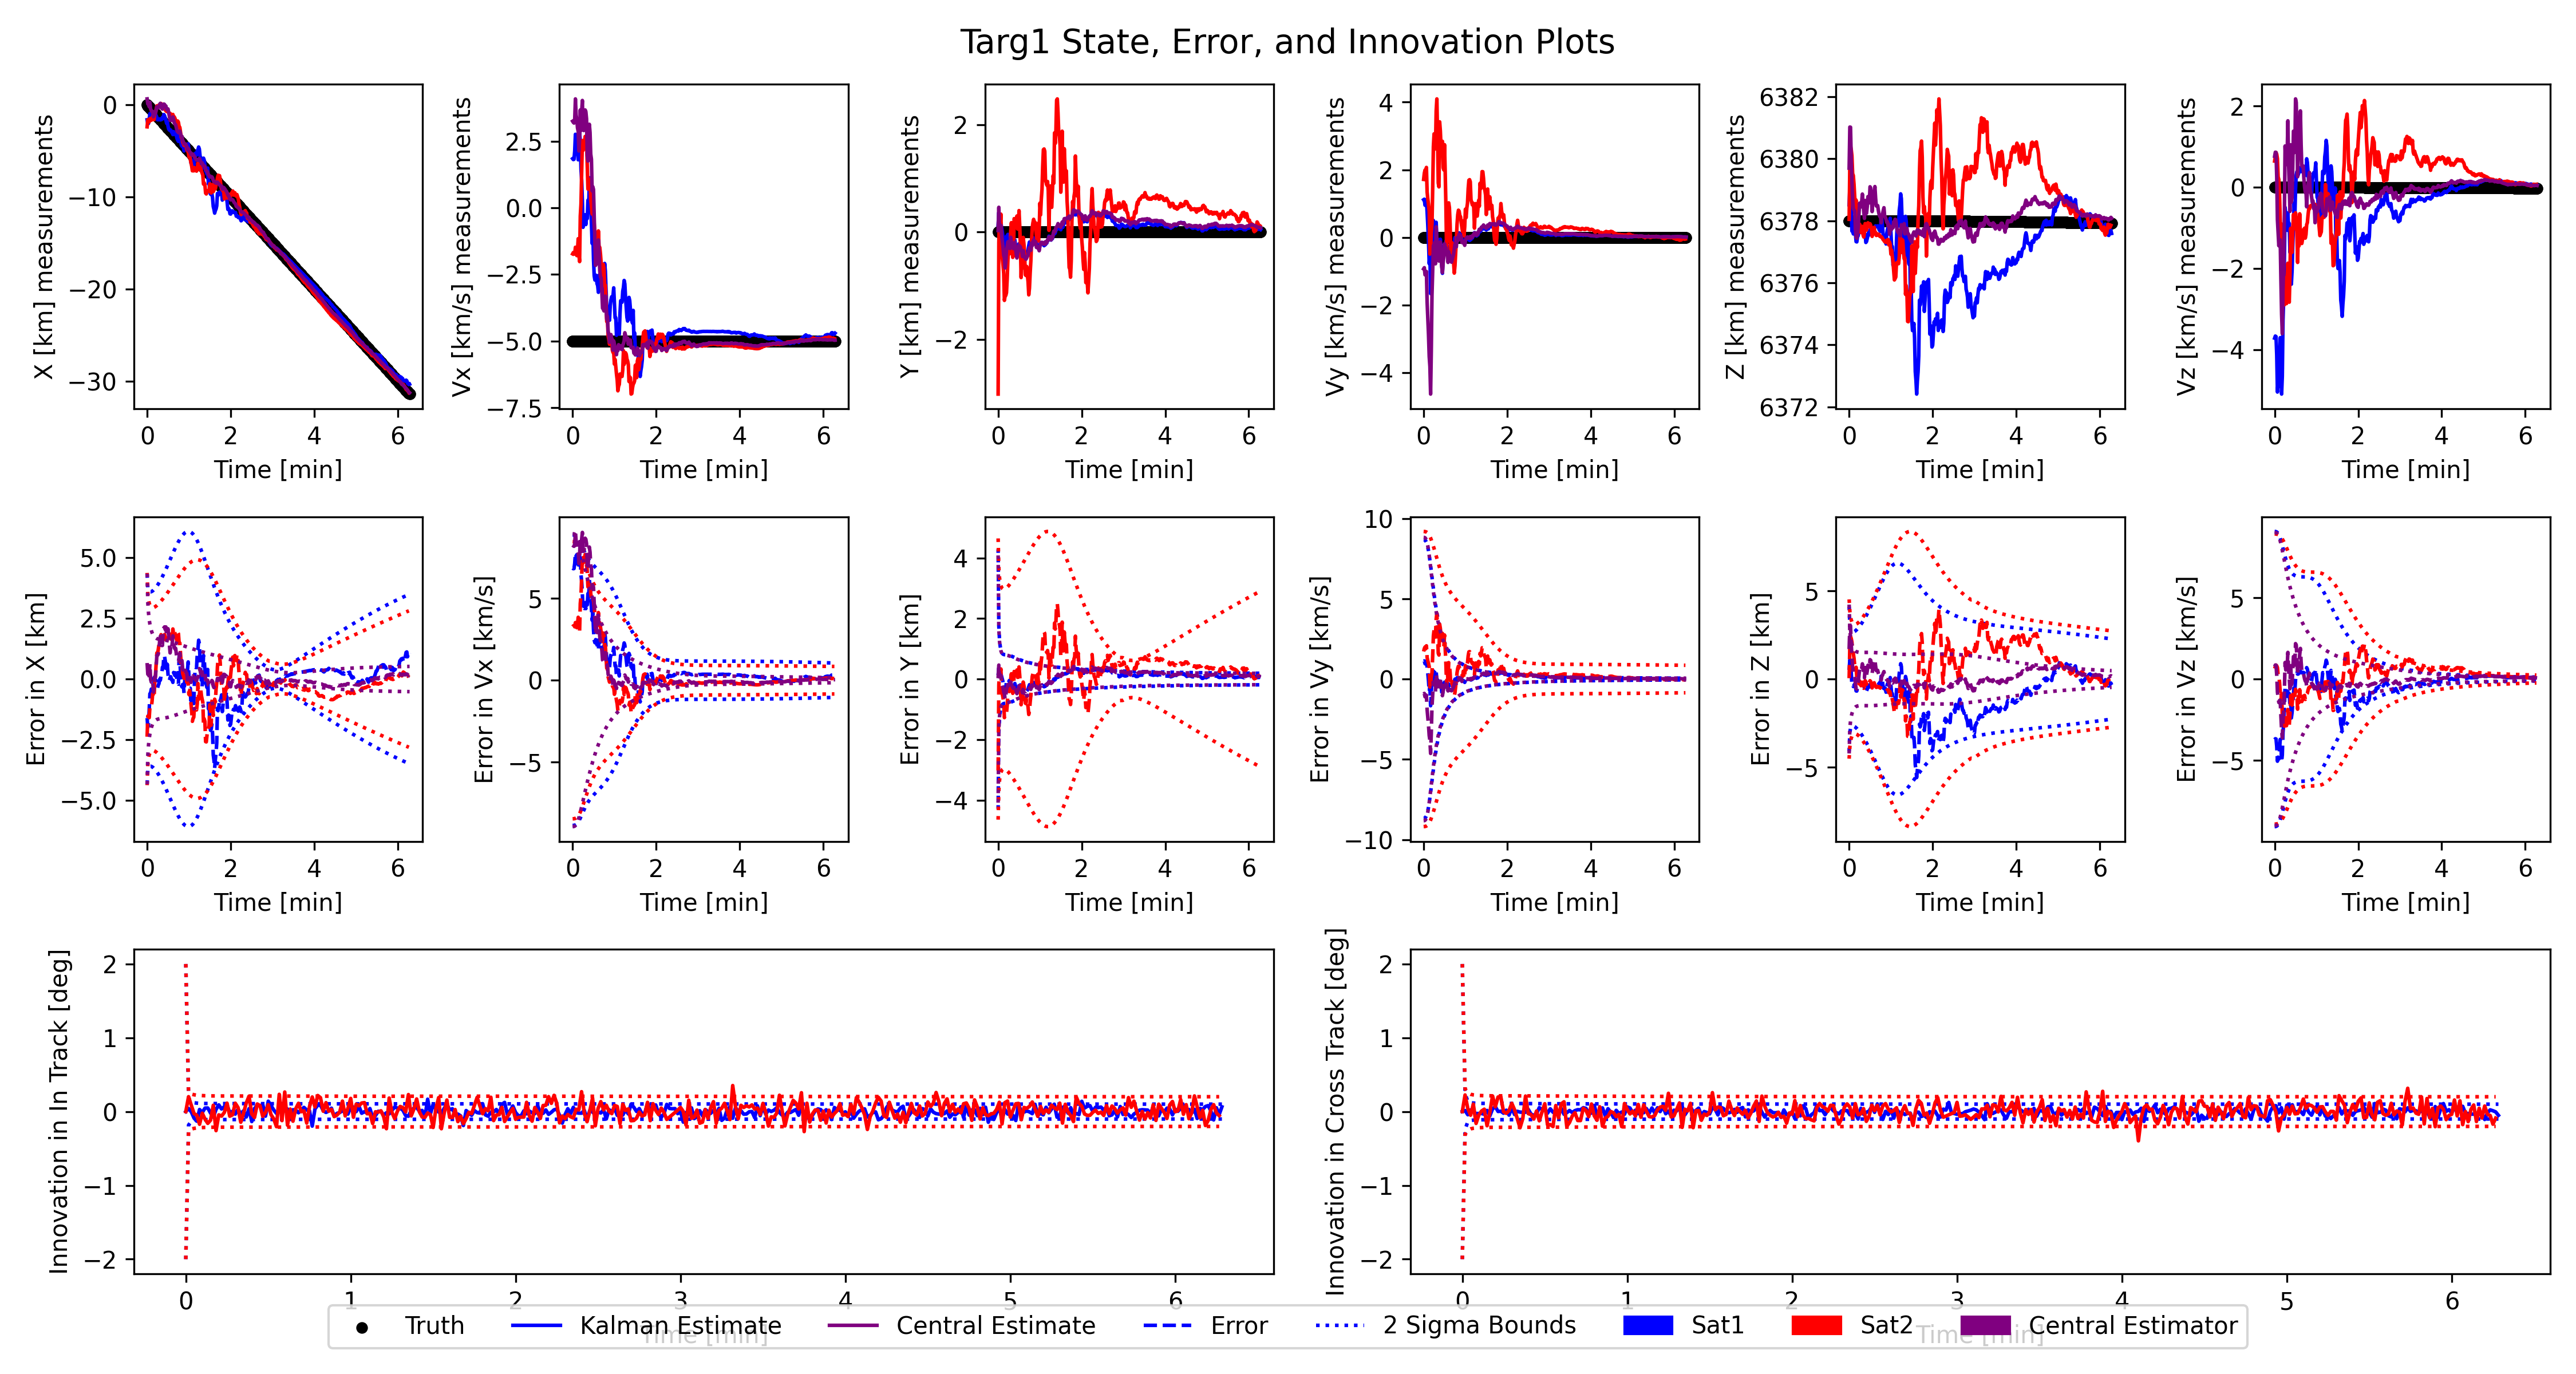 Targ1 State, Error, and Innovation Plots
X [km] measurements
0
−10
−20
−30
0 2 4 6
Time [min]
Vx [km/s] measurements
2.5
0.0
−2.5
−5.0
−7.5
0 2 4 6
Time [min]
Y [km] measurements
2
0
−2
0 2 4 6
Time [min]
Vy [km/s] measurements
4
2
0
−2
−4
0 2 4 6
Time [min]
Z [km] measurements
6382
6380
6378
6376
6374
6372
0 2 4 6
Time [min]
Vz [km/s] measurements
2
0
−2
−4
0 2 4 6
Time [min]
Error in X [km]
5.0
2.5
0.0
−2.5
−5.0
0 2 4 6
Time [min]
Error in Vx [km/s]
5
0
−5
0 2 4 6
Time [min]
Error in Y [km]
4
2
0
−2
−4
0 2 4 6
Time [min]
Error in Vy [km/s]
10
5
0
−5
−10
0 2 4 6
Time [min]
Error in Z [km]
5
0
−5
0 2 4 6
Time [min]
Error in Vz [km/s]
5
0
−5
0 2 4 6
Time [min]
Innovation in In Track [deg]
2
1
0
−1
−2
0 1 2 3 4 5 6
Time [min]
Innovation in Cross Track [deg]
2
1
0
−1
−2
0 1 2 3 4 5 6
Time [min]
Truth Kalman Estimate Central Estimate Error 2 Sigma Bounds Sat1 Sat2 Central Estimator